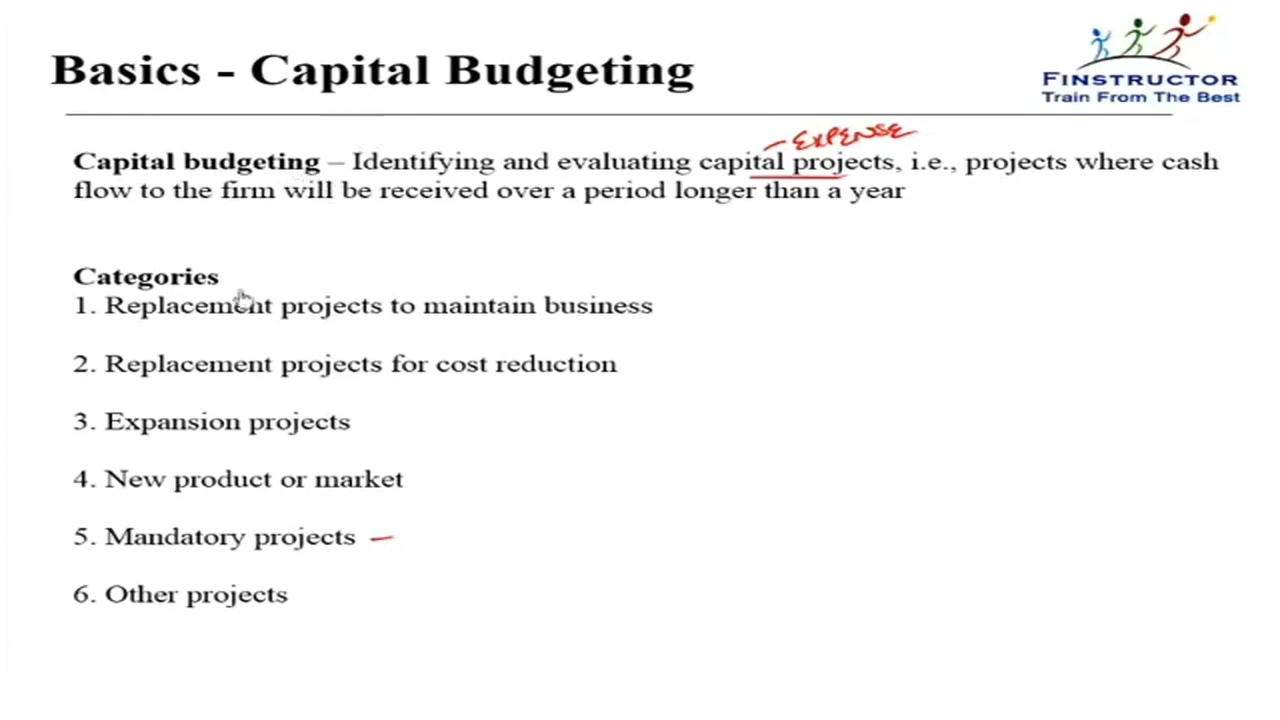 Basics - Capital Budgeting
FINSTRUCTOR
Train From The Best
- EXPENSE
Capital budgeting – Identifying and evaluating capital projects, i.e., projects where cash
flow to the firm will be received over a period longer than a year
Categories
1. Replacement projects to maintain business
2. Replacement projects for cost reduction
3. Expansion projects
4. New product or market
5. Mandatory projects -
6. Other projects